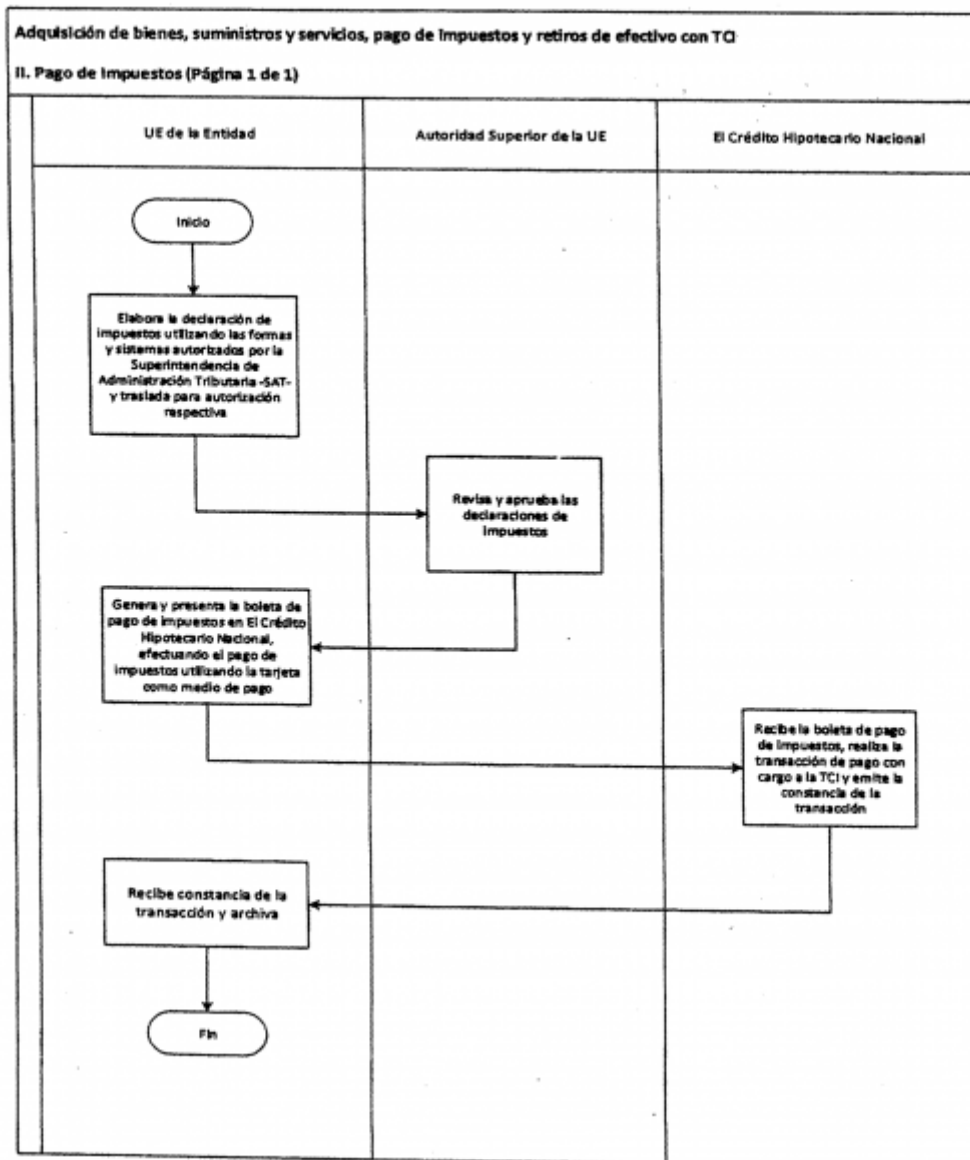 Adquisición de bienes, suministros y servicios, pago de impuestos y retiros de efectivo con TCI
II. Pago de Impuestos (Página 1 de 1)
UE de la Entidad
Autoridad Superior de la UE
El Crédito Hipotecario Nacional
Inicio
Elabora la declaración de
impuestos utilizando las formas
y sistemas autorizados por la
Superintendencia de
Administración Tributaria -SAT-
y traslada para autorización
respectiva
Revisa y aprueba las
declaraciones de
impuestos
Genera y presenta la boleta de
pago de impuestos en El Crédito
Hipotecario Nacional,
efectuando el pago de
impuestos utilizando la tarjeta
como medio de pago
Recibe la boleta de pago
de impuestos, realiza la
transacción de pago con
cargo a la TCI y emite la
constancia de la
transacción
Recibe constancia de la
transacción y archiva
Fin